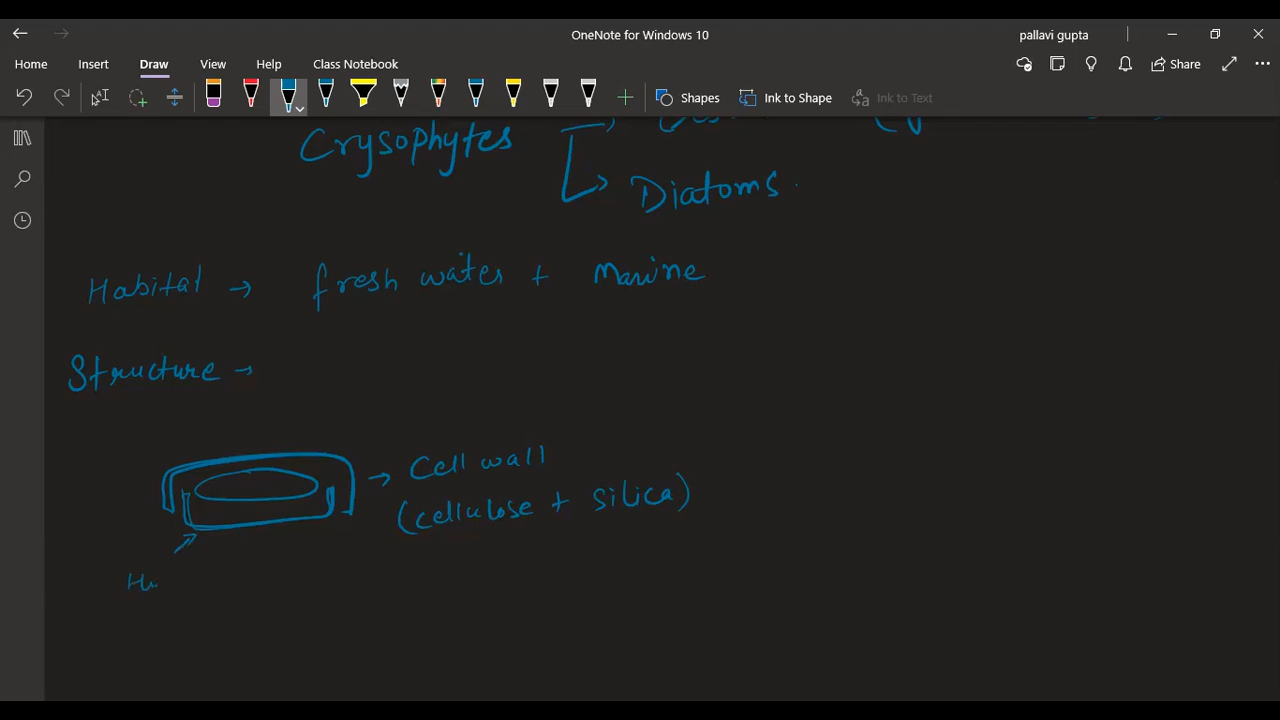 OneNote for Windows 10
pallavi gupta
Home Insert Draw View Help Class Notebook
Share
Shapes Ink to Shape Ink to Text
Crysophytes
Diatoms
Habitat → fresh water + Marine
Structure →
→ Cell wall
(cellulose + silica)